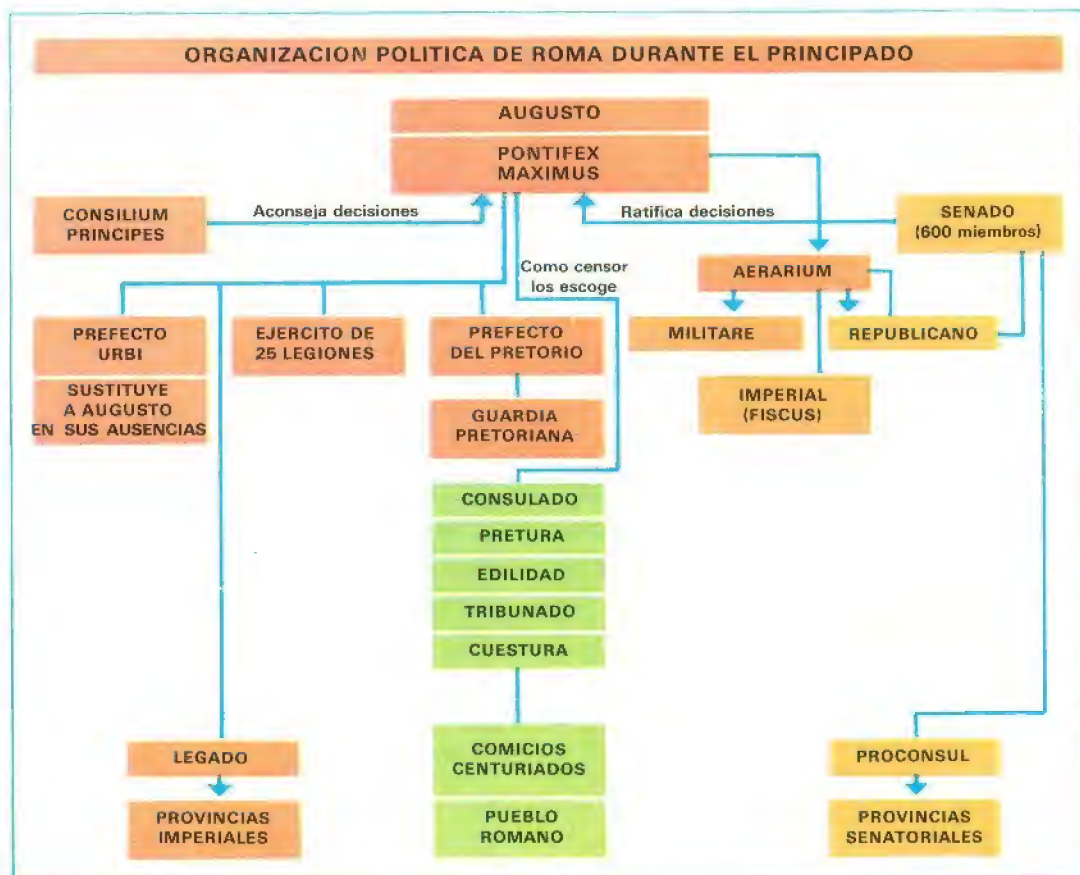 ORGANIZACION POLITICA DE ROMA DURANTE EL PRINCIPADO
AUGUSTO
PONTIFEX
MAXIMUS
CONSILIUM
PRINCIPES
Aconseja decisiones
Ratifica decisiones
SENADO
(600 miembros)
Como censor
los escoge
AERARIUM
PREFECTO
URBI
SUSTITUYE
A AUGUSTO
EN SUS AUSENCIAS
EJERCITO DE
25 LEGIONES
PREFECTO
DEL PRETORIO
GUARDIA
PRETORIANA
MILITARE
REPUBLICANO
IMPERIAL
(FISCUS)
CONSULADO
PRETURA
EDILIDAD
TRIBUNADO
CUESTURA
LEGADO
PROVINCIAS
IMPERIALES
COMICIOS
CENTURIADOS
PUEBLO
ROMANO
PROCONSUL
PROVINCIAS
SENATORIALES